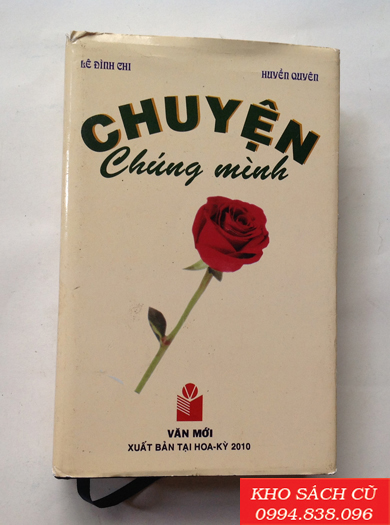 LÊ ĐÌNH CHI
HUYỀN QUYÊN
CHUYỆN
Chúng mình
VĂN MỚI
XUẤT BẢN TẠI HOA-KỲ 2010
KHO SÁCH CŨ
0994.838.096